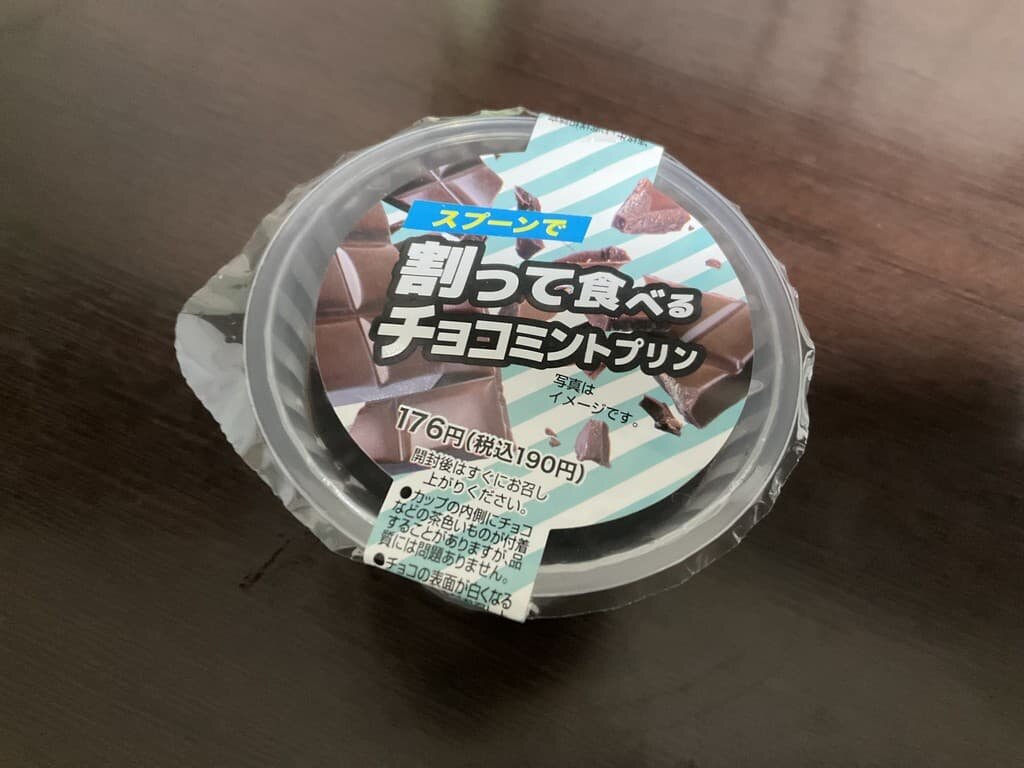 スプーンで
割って食べる
チョコミントプリン
写真は
イメージです。
176円(税込190円)
開封後はすぐにお召し
上がりください。
●カップの内側にチョコ
などの茶色いものが付着
することがありますが、品
質には問題ありません。
●チョコの表面が白くなる